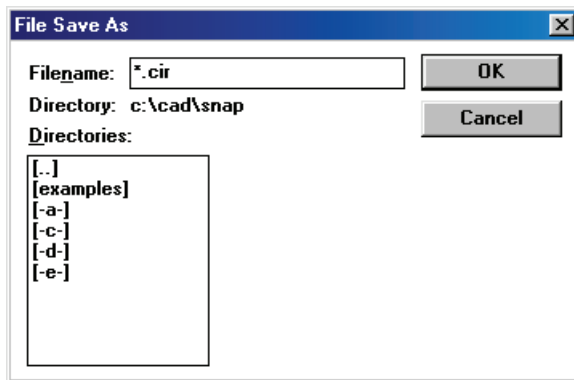 File Save As
Filename: *.cir
OK
Directory: c:\cad\snap
Cancel
Directories:
[..]
[examples]
[-a-]
[-c-]
[-d-]
[-e-]